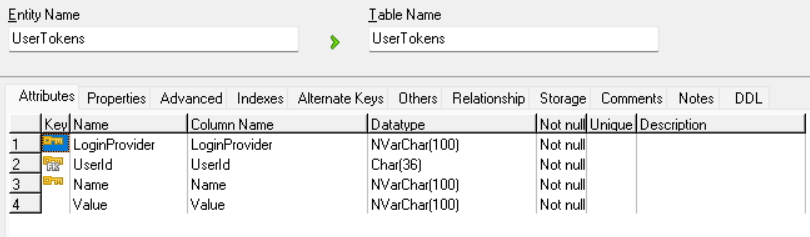 Entity Name Table Name
UserTokens UserTokens
Attributes Properties Advanced Indexes Alternate Keys Others Relationship Storage Comments Notes DDL
Key Name Column Name Datatype Not null Unique Description
1 LoginProvider LoginProvider NVarChar(100) Not null
2 FK UserId UserId Char(36) Not null
3 Name Name NVarChar(100) Not null
4 Value Value NVarChar(100) Not null